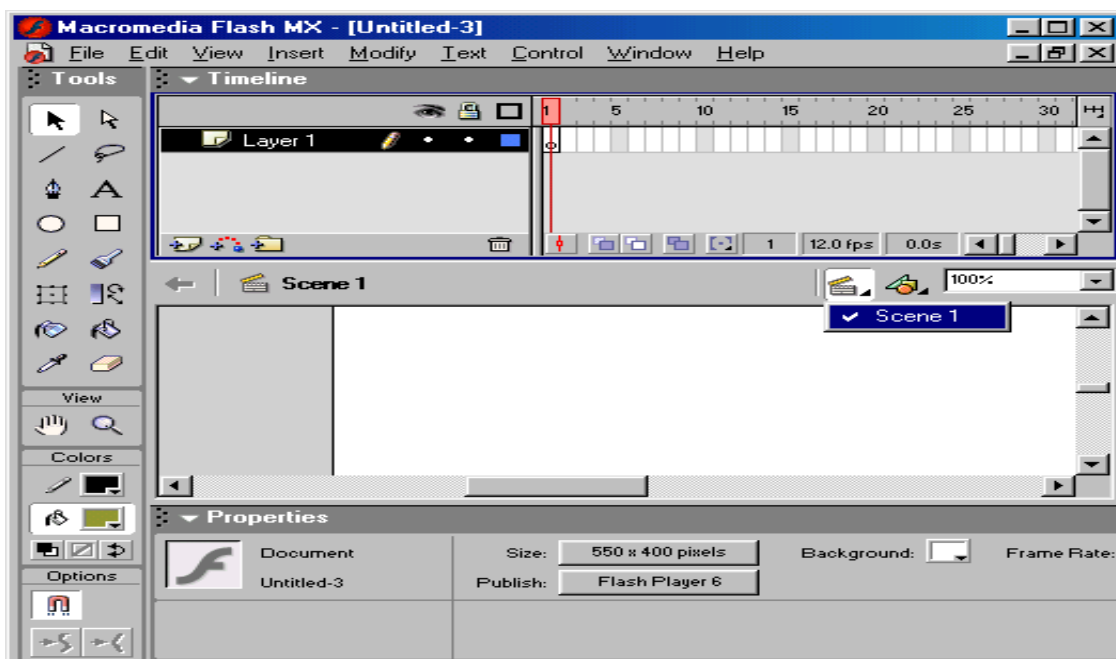 Macromedia Flash MX - [Untitled-3]
File Edit View Insert Modify Text Control Window Help
Tools
Timeline
1 5 10 15 20 25 30
Layer 1
1 12.0 fps 0.0s
Scene 1
100%
Scene 1
View
Colors
Properties
Document Size: 550 x 400 pixels Background: Frame Rate:
Untitled-3 Publish: Flash Player 6
Options